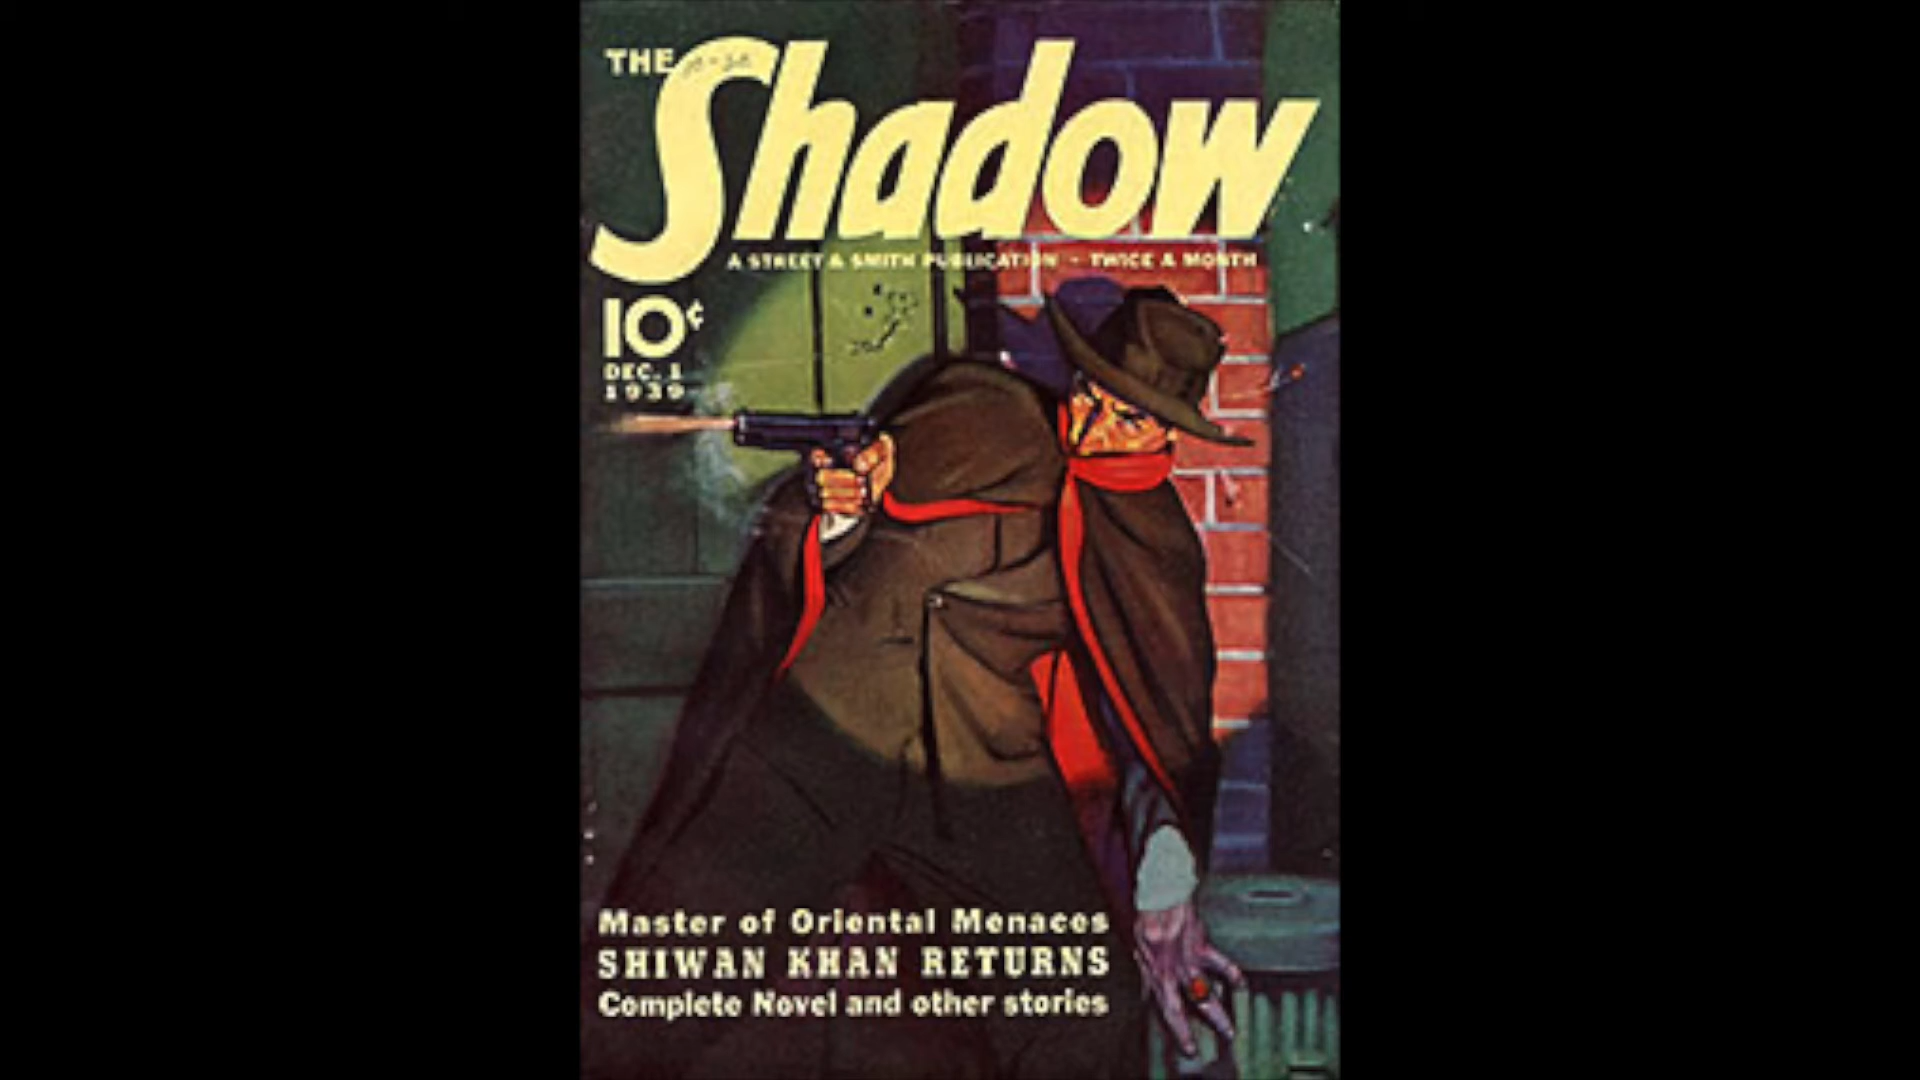 THE
Shadow
A STREET & SMITH PUBLICATION - TWICE A MONTH
10¢
DEC. 1
1939
Master of Oriental Menaces
SHIWAN KHAN RETURNS
Complete Novel and other stories